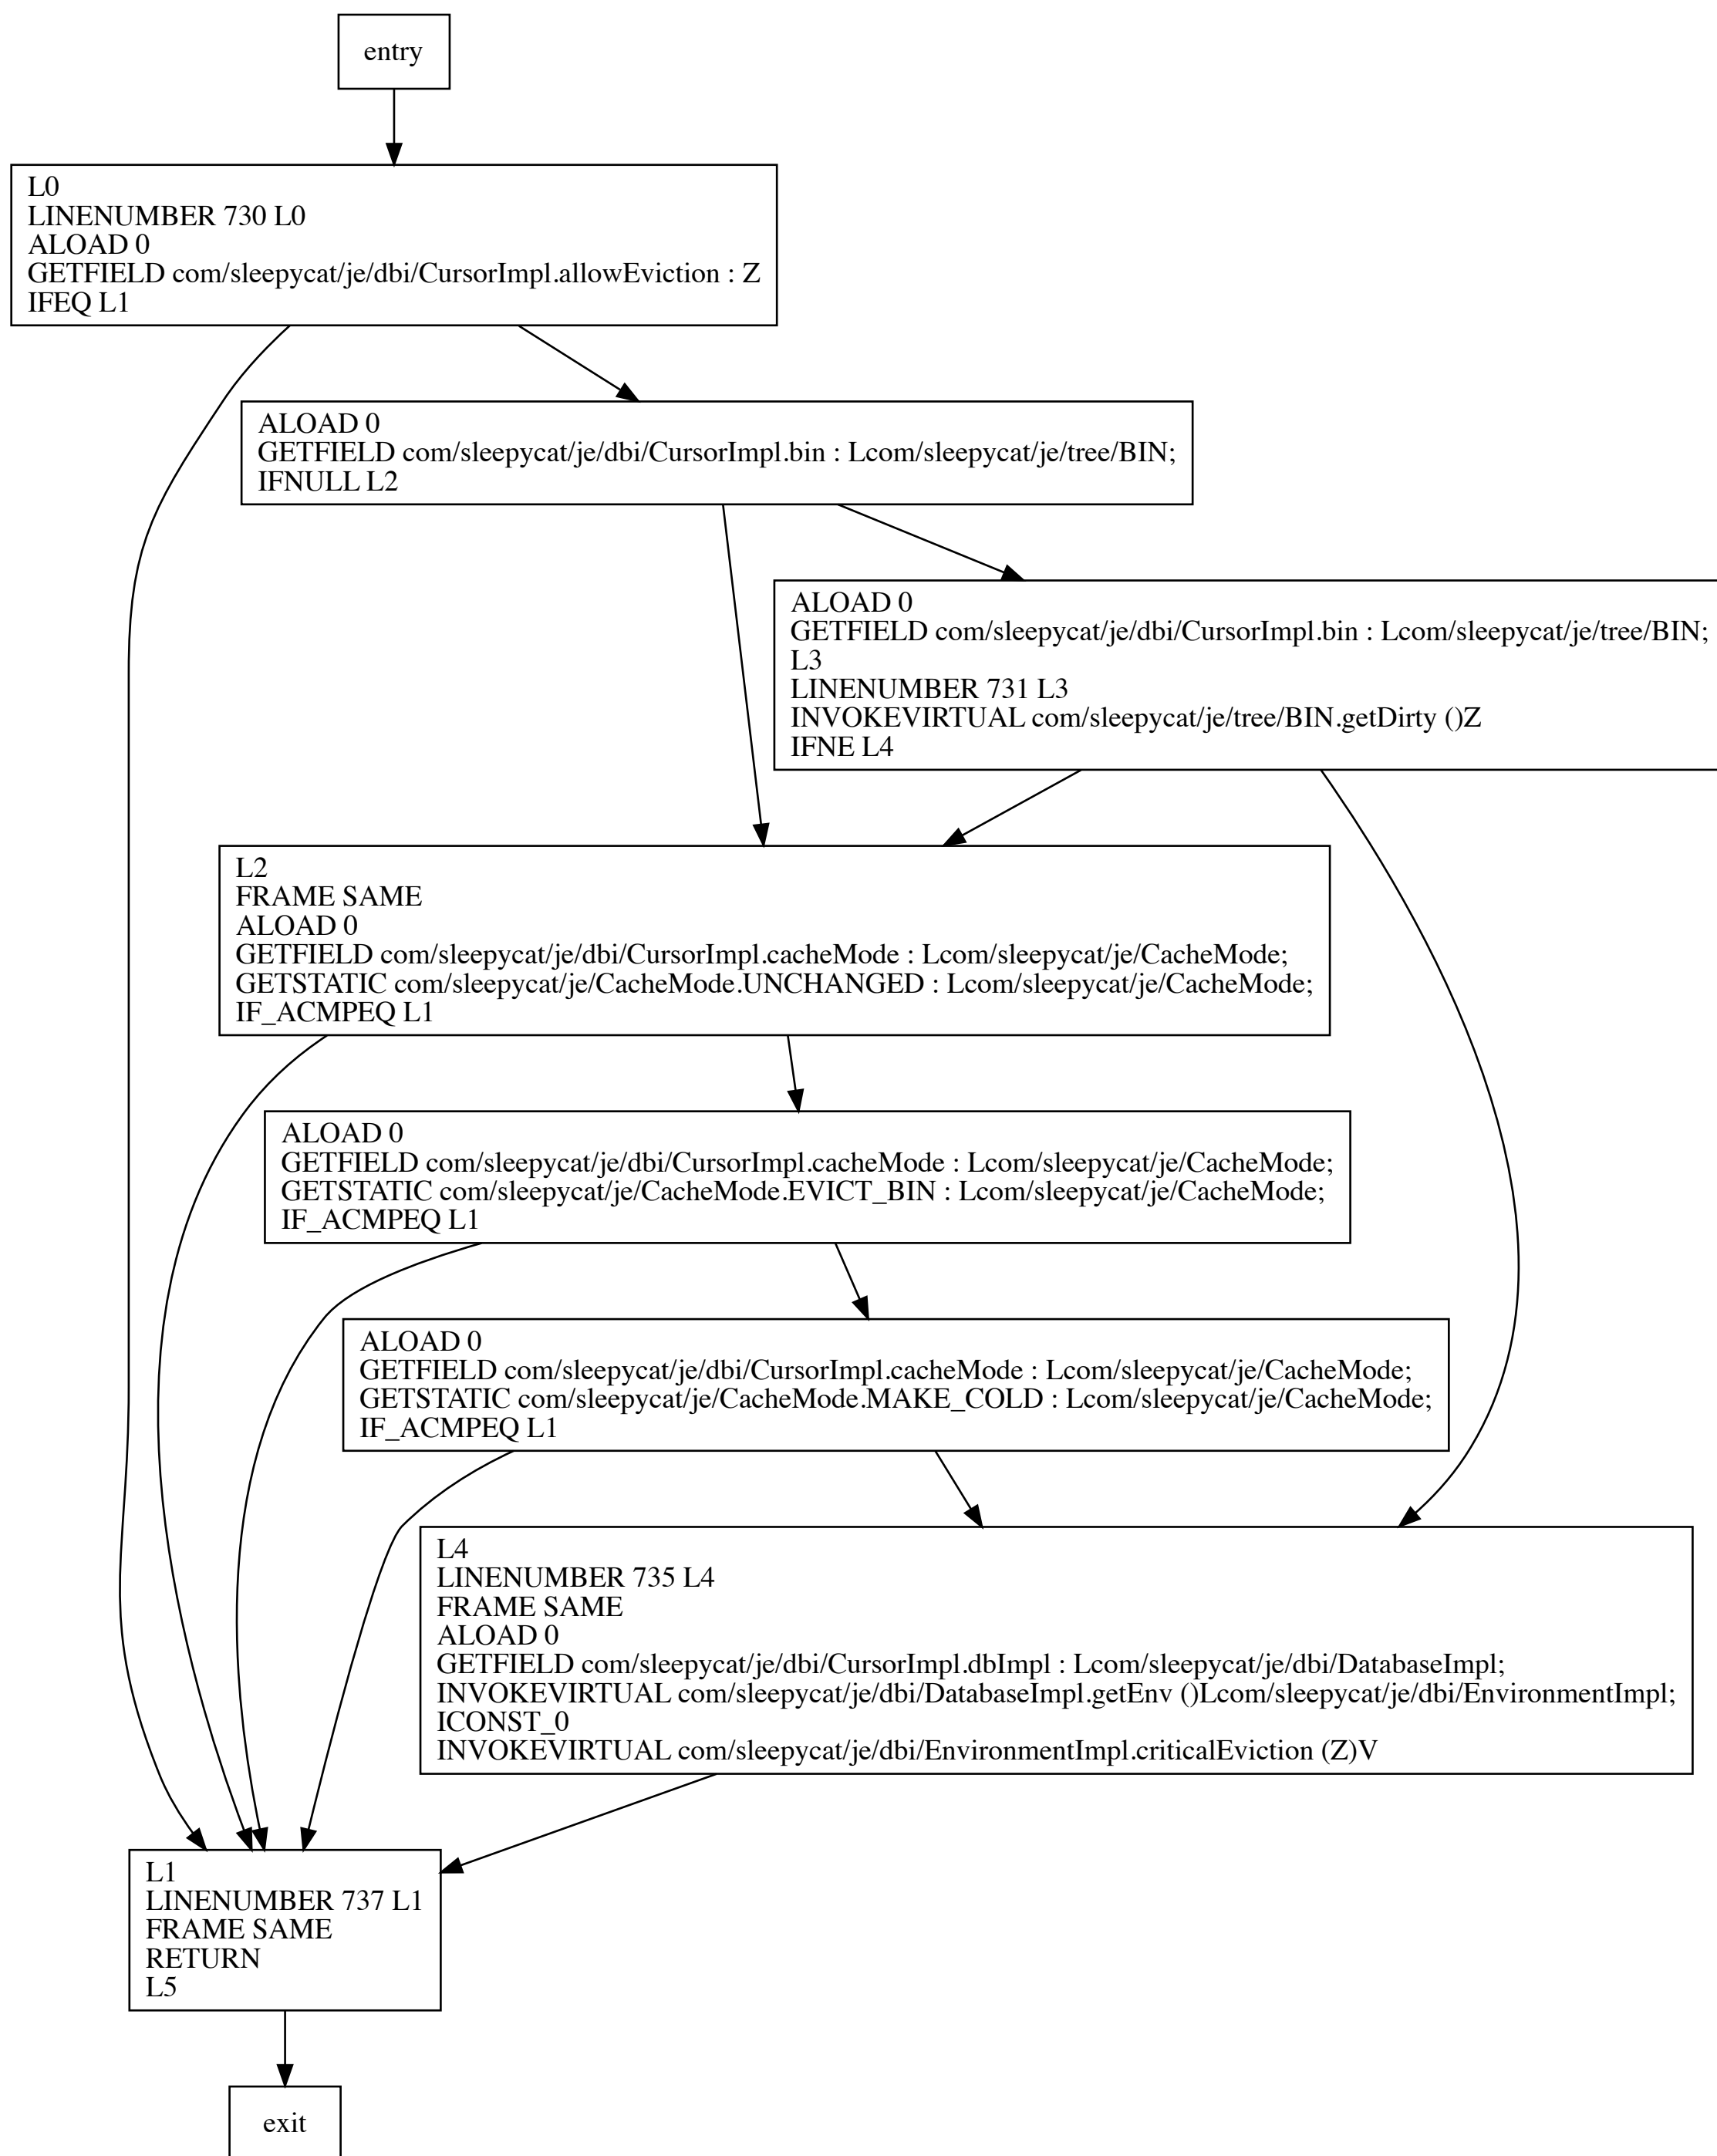 entry
L0
LINENUMBER 730 L0
ALOAD 0
GETFIELD com/sleepycat/je/dbi/CursorImpl.allowEviction : Z
IFEQ L1
ALOAD 0
GETFIELD com/sleepycat/je/dbi/CursorImpl.bin : Lcom/sleepycat/je/tree/BIN;
IFNULL L2
ALOAD 0
GETFIELD com/sleepycat/je/dbi/CursorImpl.bin : Lcom/sleepycat/je/tree/BIN;
L3
LINENUMBER 731 L3
INVOKEVIRTUAL com/sleepycat/je/tree/BIN.getDirty ()Z
IFNE L4
L2
FRAME SAME
ALOAD 0
GETFIELD com/sleepycat/je/dbi/CursorImpl.cacheMode : Lcom/sleepycat/je/CacheMode;
GETSTATIC com/sleepycat/je/CacheMode.UNCHANGED : Lcom/sleepycat/je/CacheMode;
IF_ACMPEQ L1
ALOAD 0
GETFIELD com/sleepycat/je/dbi/CursorImpl.cacheMode : Lcom/sleepycat/je/CacheMode;
GETSTATIC com/sleepycat/je/CacheMode.EVICT_BIN : Lcom/sleepycat/je/CacheMode;
IF_ACMPEQ L1
ALOAD 0
GETFIELD com/sleepycat/je/dbi/CursorImpl.cacheMode : Lcom/sleepycat/je/CacheMode;
GETSTATIC com/sleepycat/je/CacheMode.MAKE_COLD : Lcom/sleepycat/je/CacheMode;
IF_ACMPEQ L1
L4
LINENUMBER 735 L4
FRAME SAME
ALOAD 0
GETFIELD com/sleepycat/je/dbi/CursorImpl.dbImpl : Lcom/sleepycat/je/dbi/DatabaseImpl;
INVOKEVIRTUAL com/sleepycat/je/dbi/DatabaseImpl.getEnv ()Lcom/sleepycat/je/dbi/EnvironmentImpl;
ICONST_0
INVOKEVIRTUAL com/sleepycat/je/dbi/EnvironmentImpl.criticalEviction (Z)V
L1
LINENUMBER 737 L1
FRAME SAME
RETURN
L5
exit